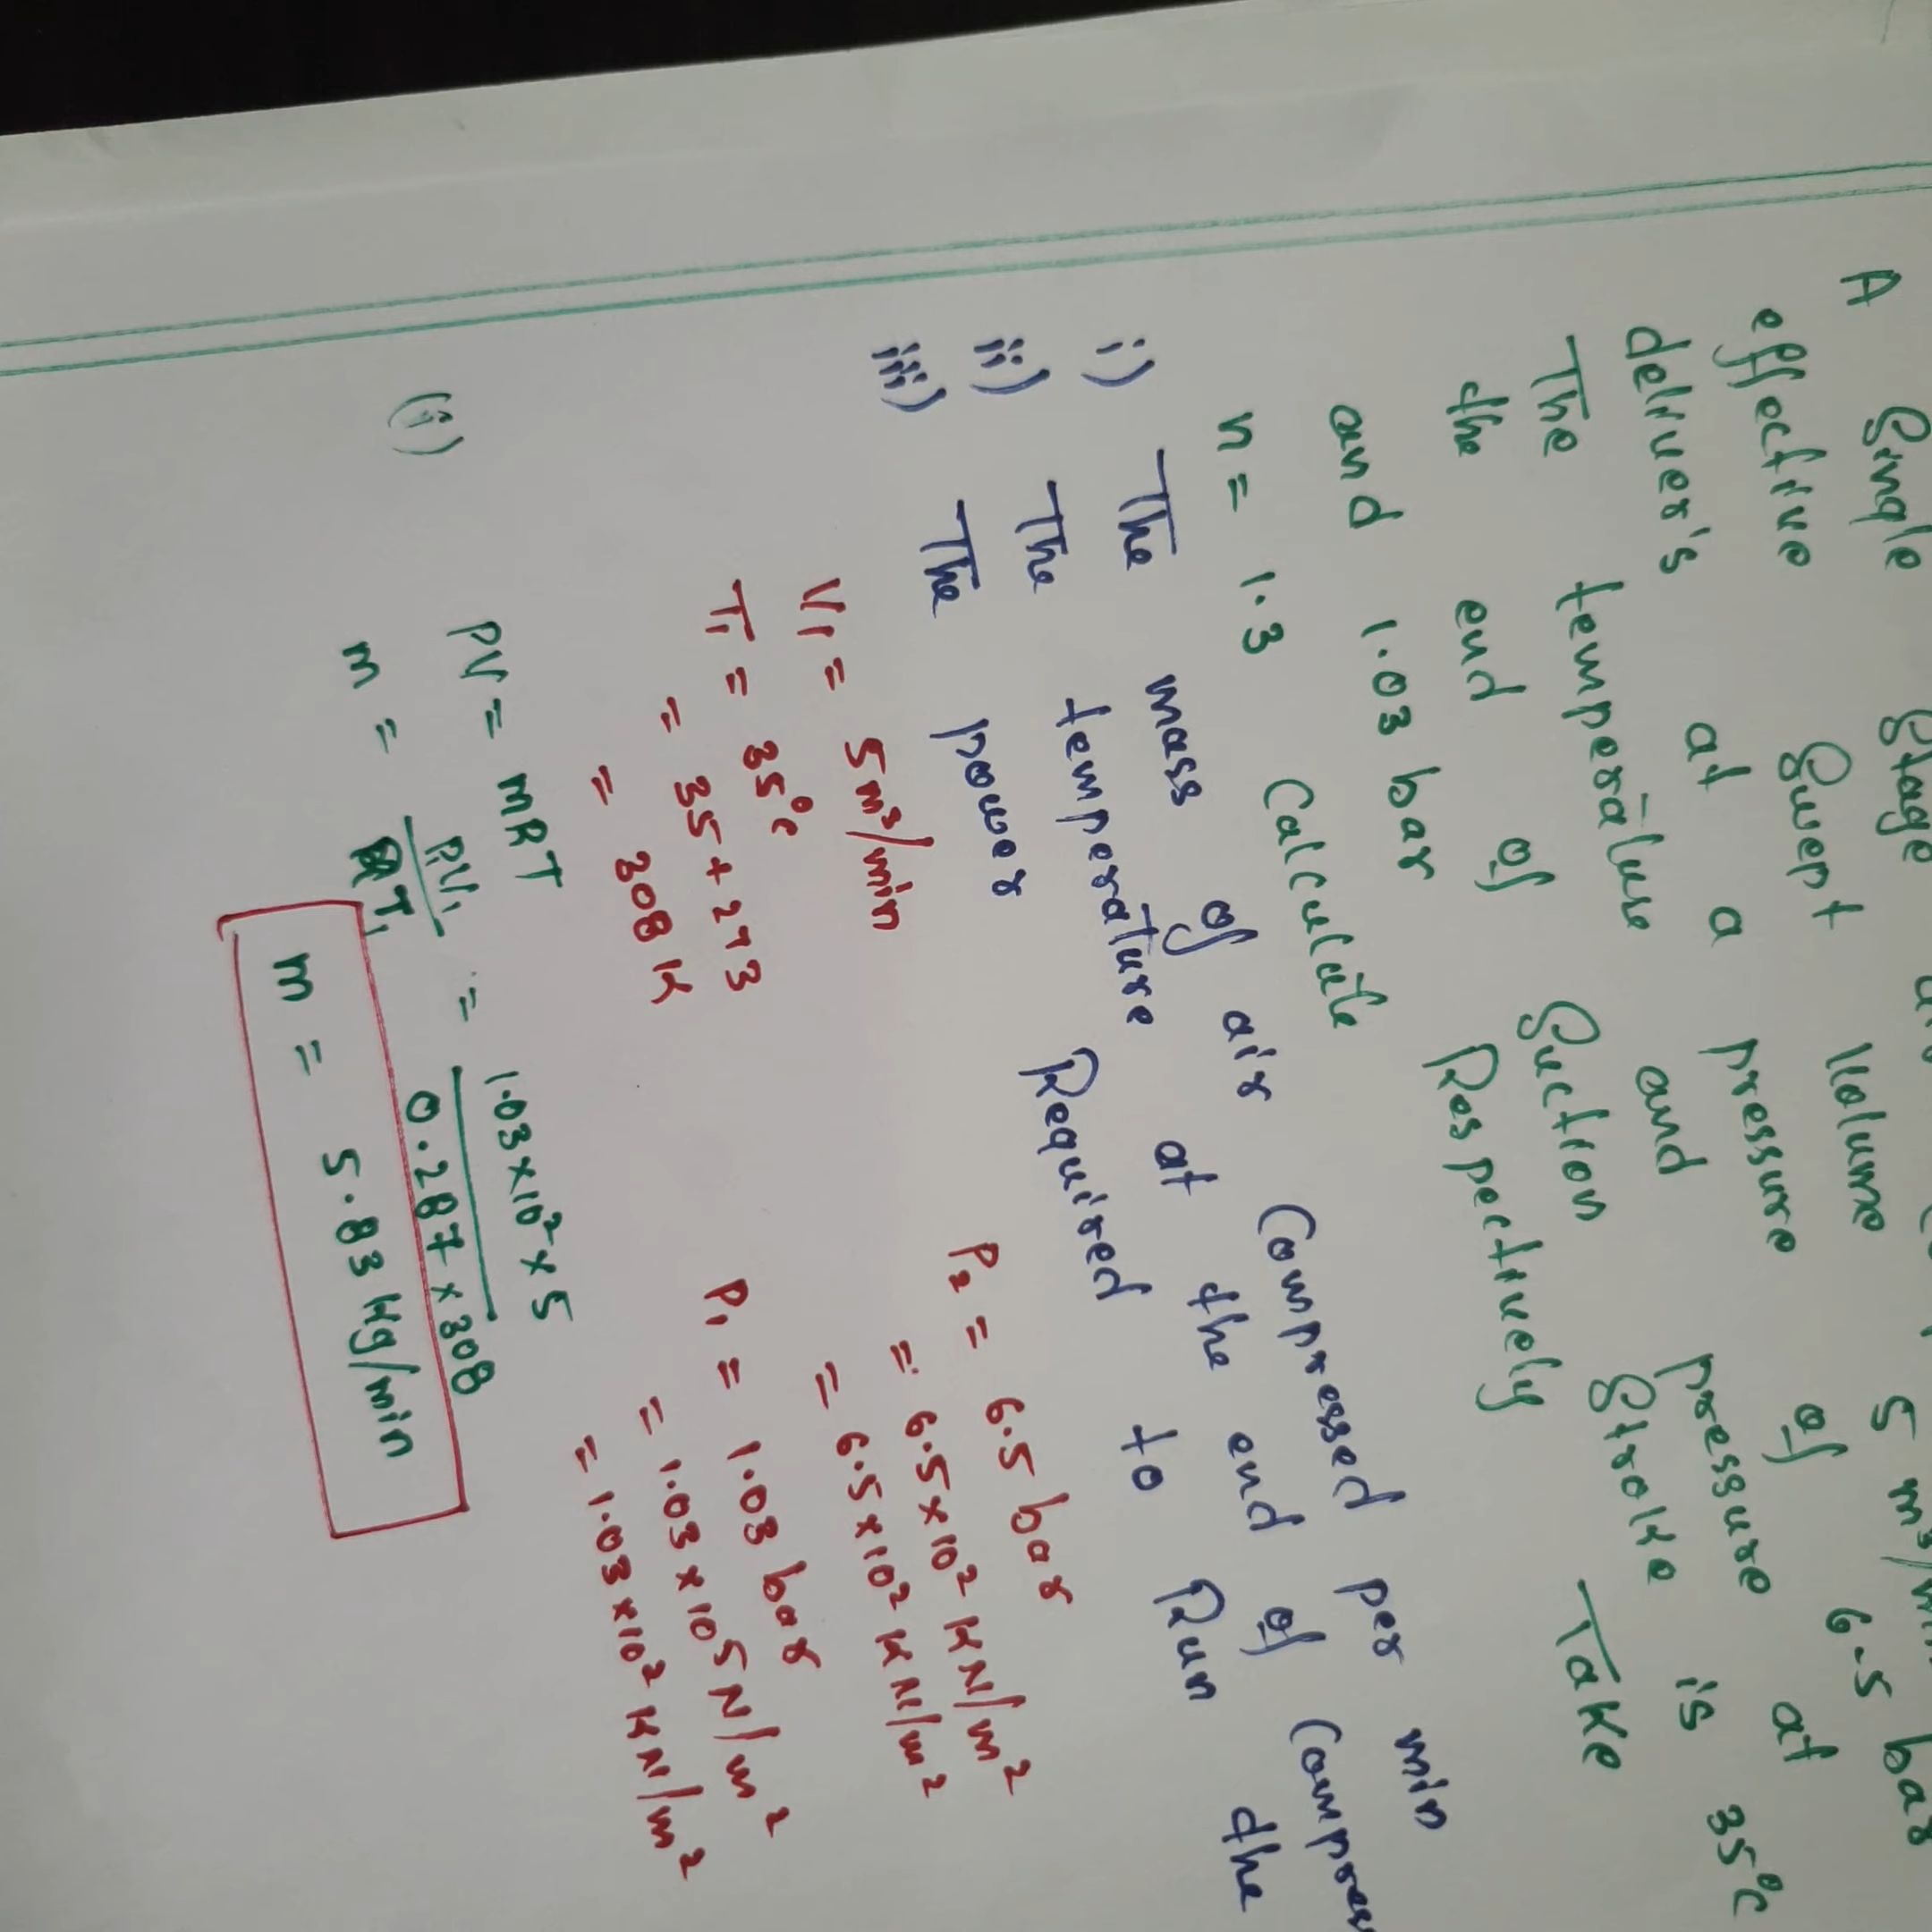 A Single Stage
effective Swept Volume 5 m³/
deliver's at a pressure of 6.5 bar
The temperature and pressure at
the end of Suction Stroke is 35°C
and 1.03 bar Respectively Take
n = 1.3 Calculate
i) The mass of air Compressed per min
ii) The temperature at the end of
iii) The power Required to Run the
V1 = 5 m³/min
T1 = 35°c
= 35 + 273
= 308 K
P2 = 6.5 bar
= 6.5 × 10² KN/m²
= 6.5 × 10² KN/m²
P1 = 1.03 bar
= 1.03 × 10⁵ N/m²
= 1.03 × 10² KN/m²
(i)
PV = mRT
m = P1V1/RT1 = 1.03×10²×5/0.287×308
m = 5.83 Kg/min